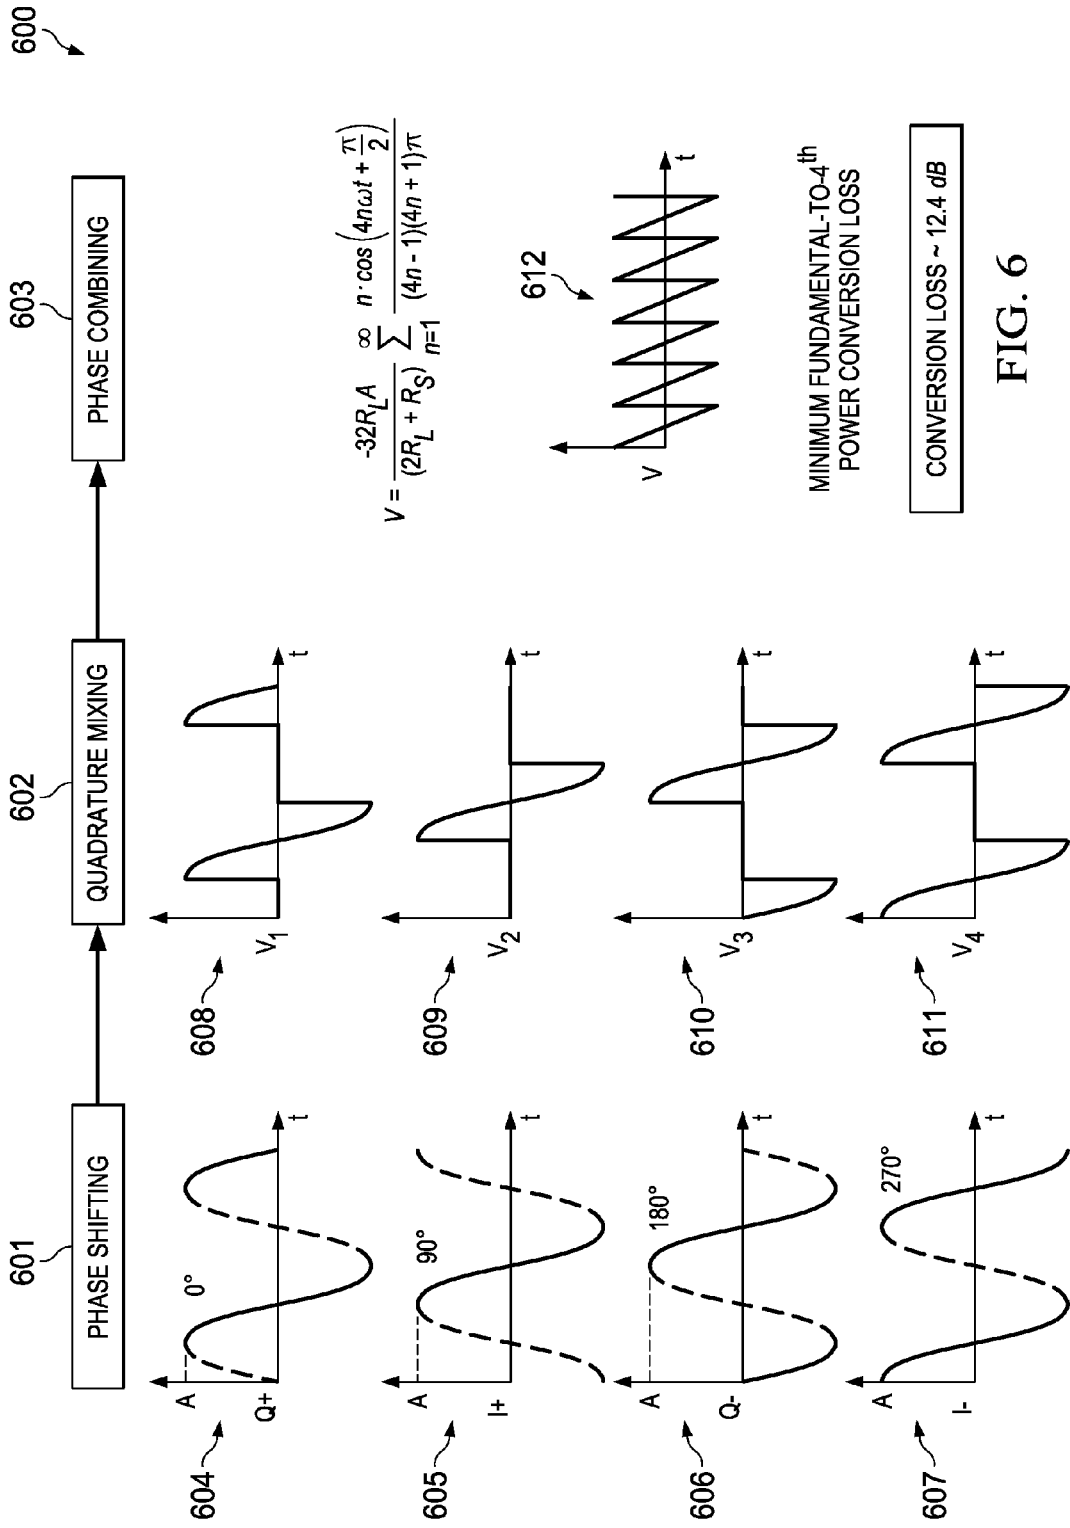 600
601
602
603
PHASE SHIFTING
QUADRATURE MIXING
PHASE COMBINING
604
A
Q+
0°
t
608
V1
t
605
A
I+
90°
t
609
V2
t
606
A
Q-
180°
t
610
V3
t
607
A
I-
270°
t
611
V4
t
V = -32R_L A / (2R_L + R_S) ∞ ∑ n=1 n·cos(4nωt + π/2) / (4n - 1)(4n + 1)π
612
V
t
MINIMUM FUNDAMENTAL-TO-4th
POWER CONVERSION LOSS
CONVERSION LOSS ~ 12.4 dB
FIG. 6